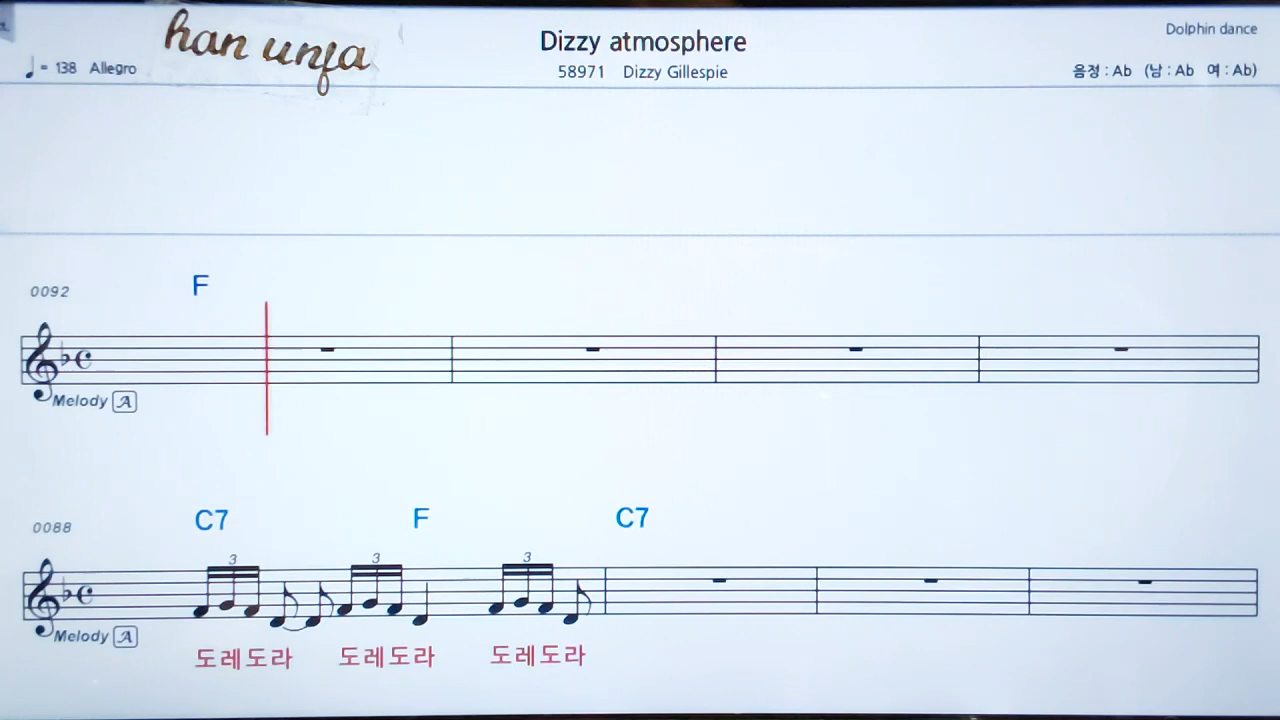 han unfa
Dizzy atmosphere
Dolphin dance
♩ = 138 Allegro
58971 Dizzy Gillespie
음정 : Ab (남 : Ab 여 : Ab)
0092
F
Melody A
0088
C7 F C7
3 3 3
Melody A
도레도라 도레도라 도레도라